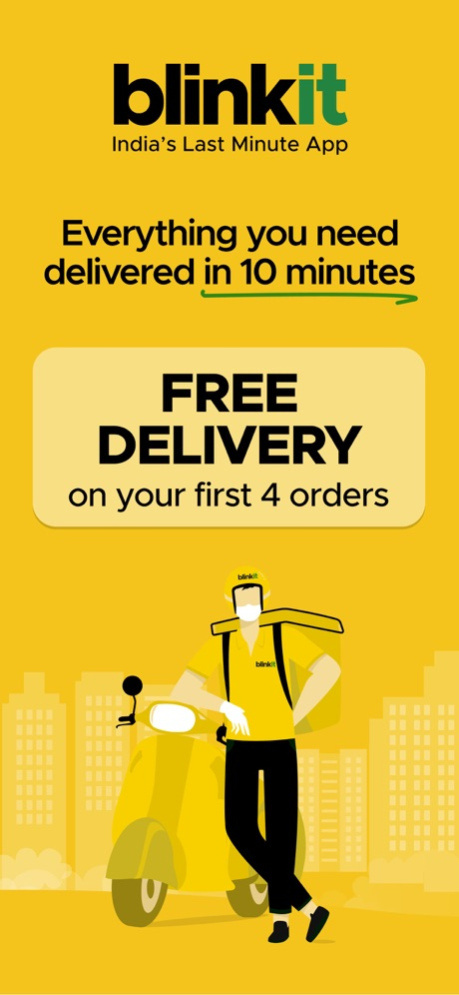 blinkit
India's Last Minute App
Everything you need
delivered in 10 minutes
FREE
DELIVERY
on your first 4 orders
blinkit
blinkit